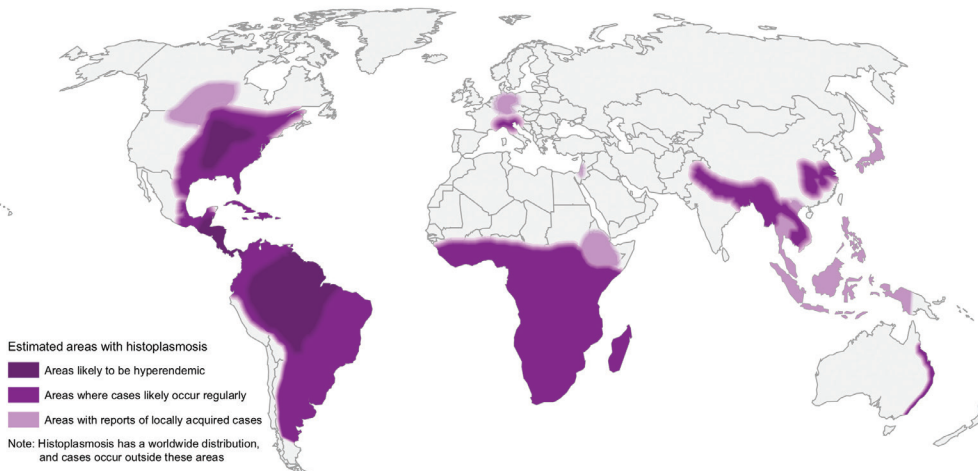 Estimated areas with histoplasmosis
Areas likely to be hyperendemic
Areas where cases likely occur regularly
Areas with reports of locally acquired cases
Note: Histoplasmosis has a worldwide distribution,
and cases occur outside these areas